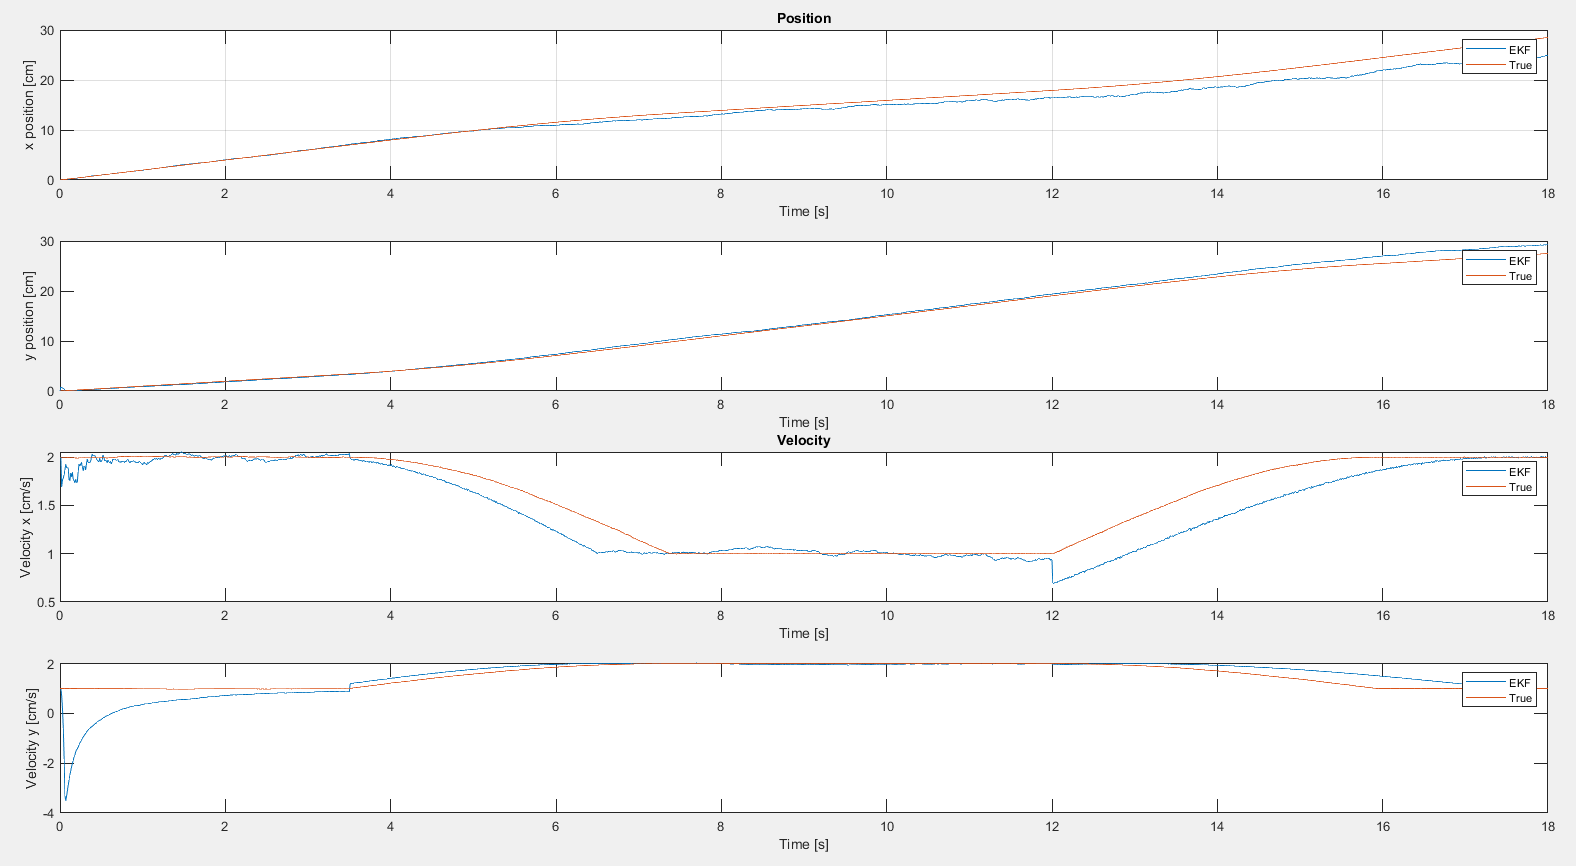 Position
x position [cm]
30
20
10
0
EKF
True
0 2 4 6 8 10 12 14 16 18
Time [s]
y position [cm]
30
20
10
0
EKF
True
0 2 4 6 8 10 12 14 16 18
Time [s]
Velocity
Velocity x [cm/s]
2
1.5
1
0.5
EKF
True
0 2 4 6 8 10 12 14 16 18
Time [s]
Velocity y [cm/s]
2
0
-2
-4
EKF
True
0 2 4 6 8 10 12 14 16 18
Time [s]